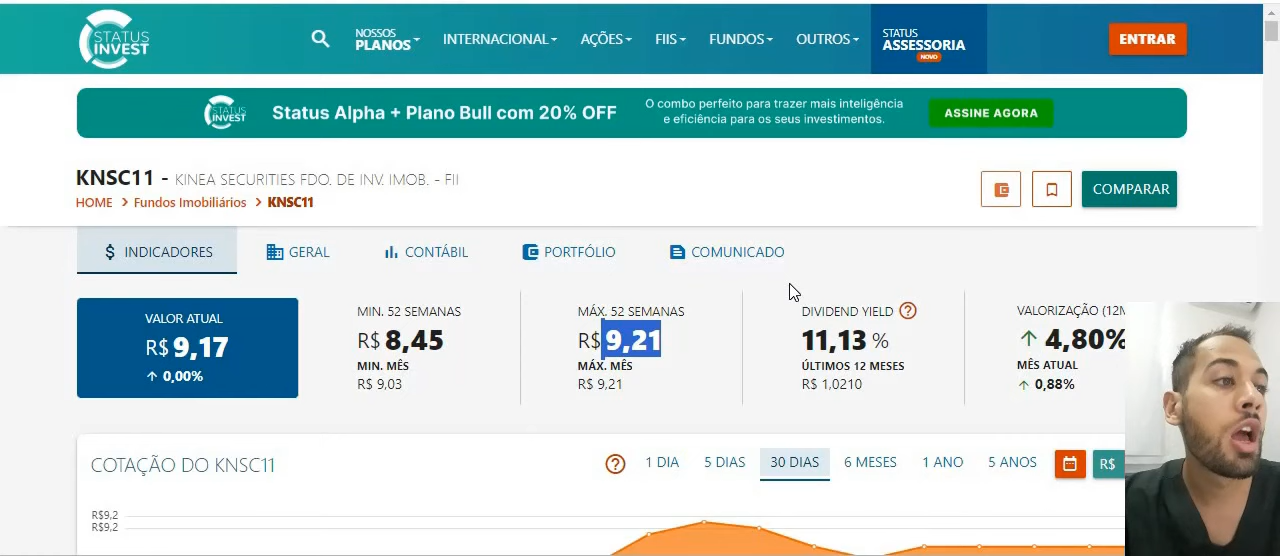 STATUS
INVEST
NOSSOS
PLANOS
INTERNACIONAL
AÇÕES
FIIS
FUNDOS
OUTROS
STATUS
ASSESSORIA
NOVO
ENTRAR
STATUS
INVEST
Status Alpha + Plano Bull com 20% OFF
O combo perfeito para trazer mais inteligência
e eficiência para os seus investimentos.
ASSINE AGORA
KNSC11 - KINEA SECURITIES FDO. DE INV. IMOB. - FII
COMPARAR
HOME > Fundos Imobiliários > KNSC11
$ INDICADORES
GERAL
CONTÁBIL
PORTFÓLIO
COMUNICADO
VALOR ATUAL
R$ 9,17
↑ 0,00%
MIN. 52 SEMANAS
R$ 8,45
MIN. MÊS
R$ 9,03
MÁX. 52 SEMANAS
R$ 9,21
MÁX. MÊS
R$ 9,21
DIVIDEND YIELD ?
11,13 %
ÚLTIMOS 12 MESES
R$ 1,0210
VALORIZAÇÃO (12M
↑ 4,80%
MÊS ATUAL
↑ 0,88%
COTAÇÃO DO KNSC11
?
1 DIA
5 DIAS
30 DIAS
6 MESES
1 ANO
5 ANOS
R$
R$9,2
R$9,2